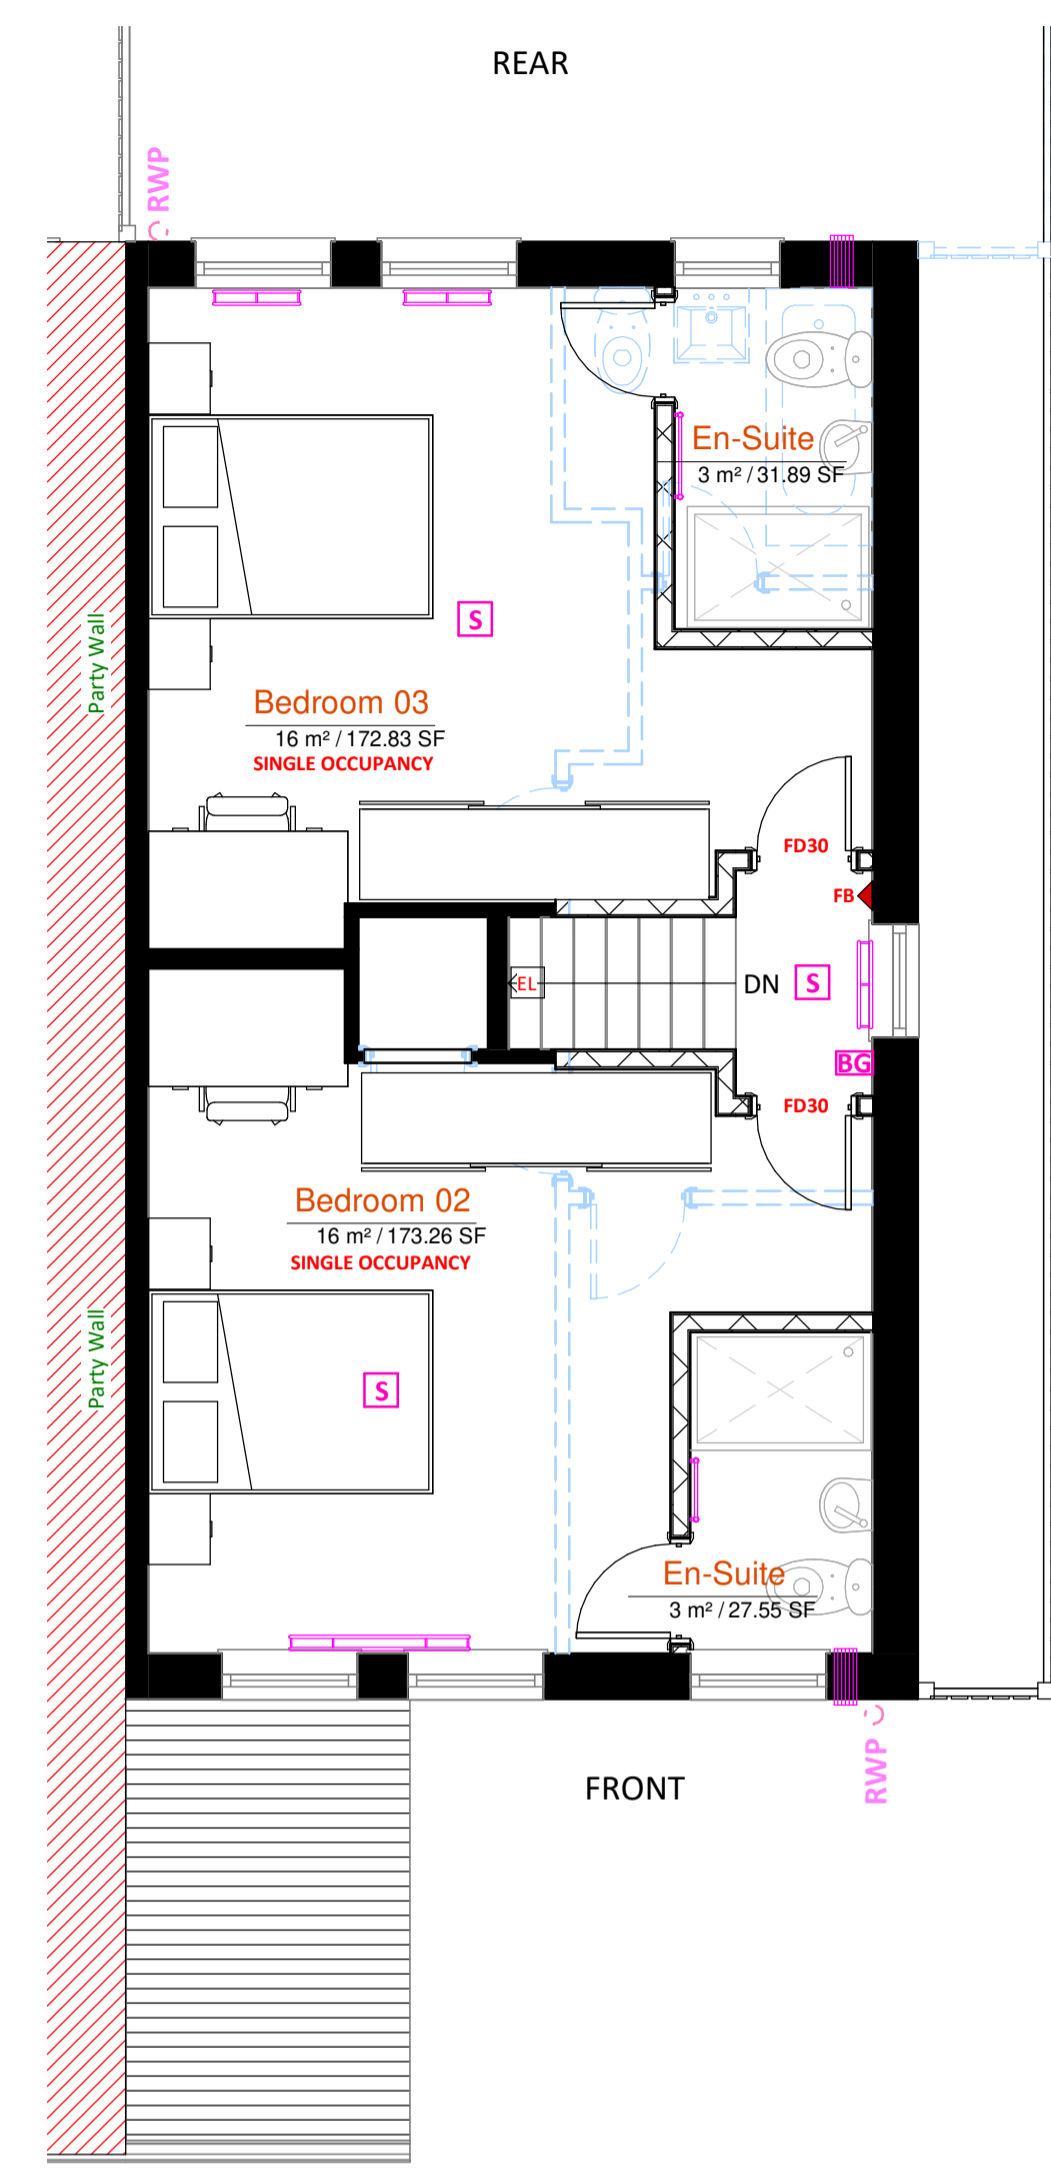 REAR
RWP
En-Suite
3 m² / 31.89 SF
S
Party Wall
Bedroom 03
16 m² / 172.83 SF
SINGLE OCCUPANCY
FD30
FB
EL
DN
S
BG
FD30
Bedroom 02
16 m² / 173.26 SF
SINGLE OCCUPANCY
Party Wall
S
En-Suite
3 m² / 27.55 SF
RWP
FRONT